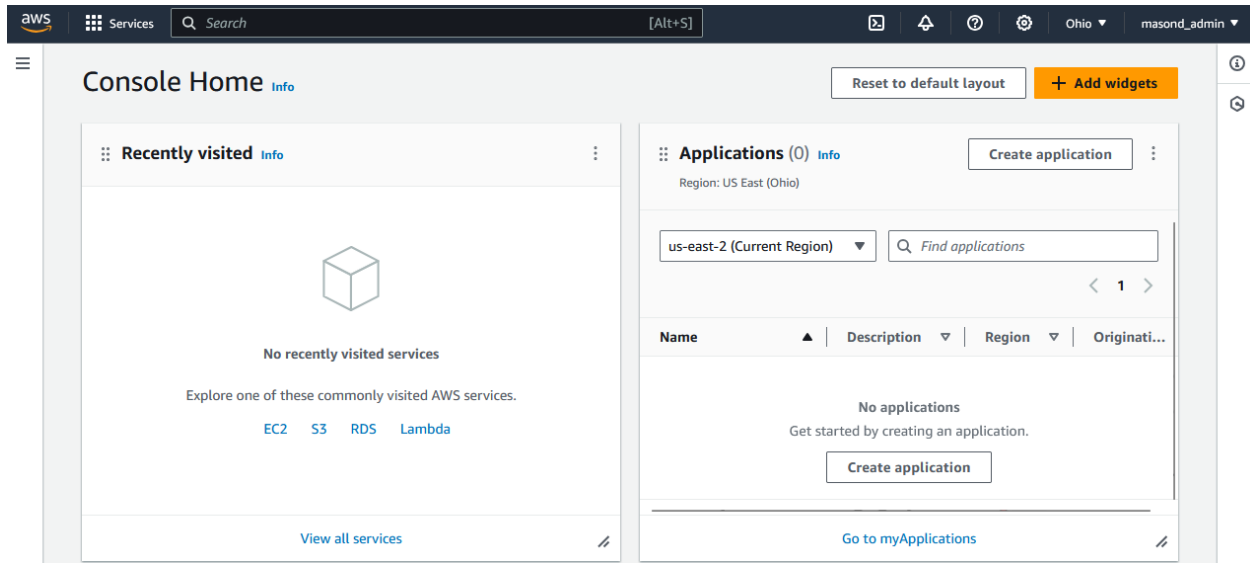 aws Services Search [Alt+S] Ohio masond_admin
Console Home Info
Reset to default layout
Add widgets
Recently visited Info
No recently visited services
Explore one of these commonly visited AWS services.
EC2 S3 RDS Lambda
View all services
Applications (0) Info
Create application
Region: US East (Ohio)
us-east-2 (Current Region)
Find applications
1
Name Description Region Originati...
No applications
Get started by creating an application.
Create application
Go to myApplications